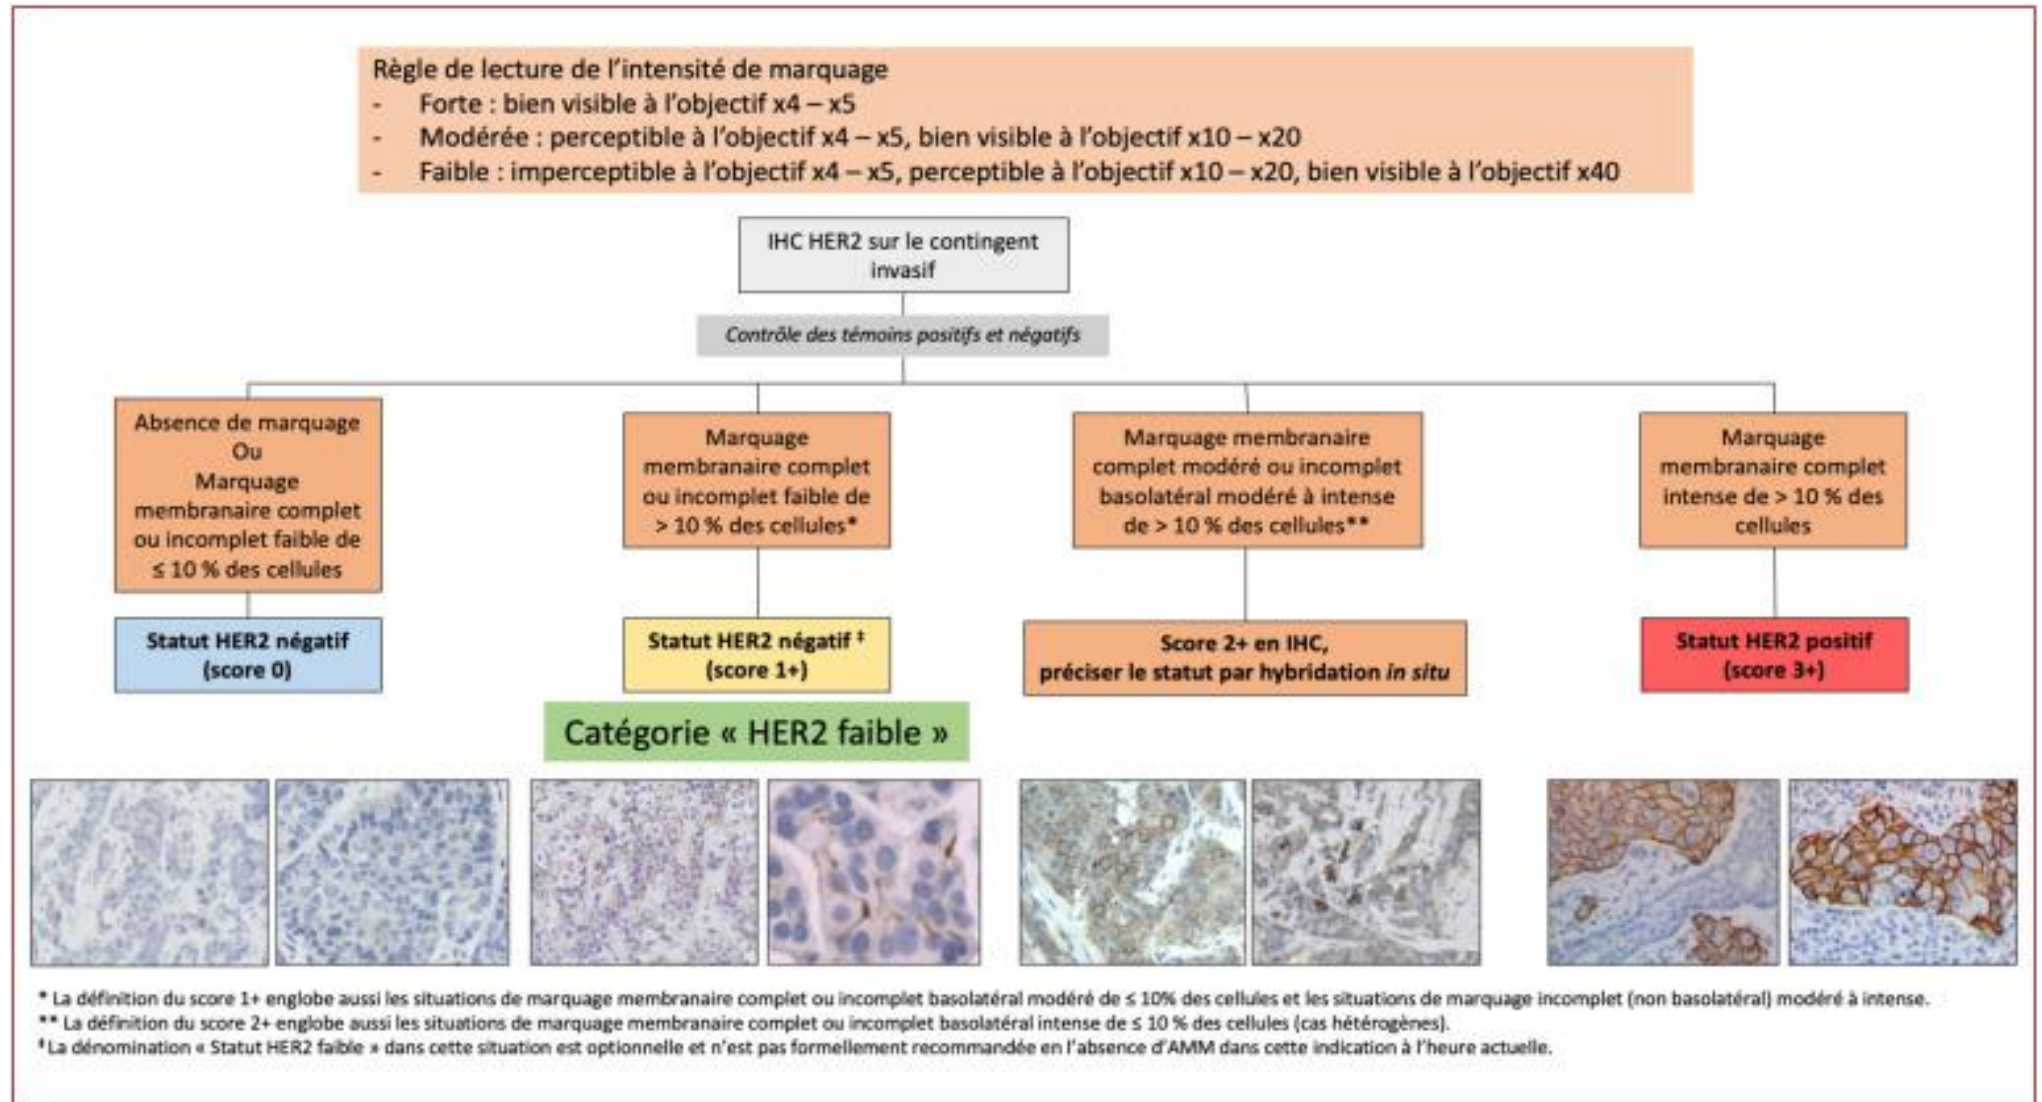 Règle de lecture de l'intensité de marquage
- Forte : bien visible à l'objectif x4 – x5
- Modérée : perceptible à l'objectif x4 – x5, bien visible à l'objectif x10 – x20
- Faible : imperceptible à l'objectif x4 – x5, perceptible à l'objectif x10 – x20, bien visible à l'objectif x40
IHC HER2 sur le contingent
invasif
Contrôle des témoins positifs et négatifs
Absence de marquage
Ou
Marquage
membranaire complet
ou incomplet faible de
≤ 10 % des cellules
Statut HER2 négatif
(score 0)
Marquage
membranaire complet
ou incomplet faible de
> 10 % des cellules*
Statut HER2 négatif ‡
(score 1+)
Marquage membranaire
complet modéré ou incomplet
basolatéral modéré à intense
de > 10 % des cellules**
Score 2+ en IHC,
préciser le statut par hybridation in situ
Marquage
membranaire complet
intense de > 10 % des
cellules
Statut HER2 positif
(score 3+)
Catégorie « HER2 faible »
* La définition du score 1+ englobe aussi les situations de marquage membranaire complet ou incomplet basolatéral modéré de ≤ 10% des cellules et les situations de marquage incomplet (non basolatéral) modéré à intense.
** La définition du score 2+ englobe aussi les situations de marquage membranaire complet ou incomplet basolatéral intense de ≤ 10 % des cellules (cas hétérogènes).
‡ La dénomination « Statut HER2 faible » dans cette situation est optionnelle et n'est pas formellement recommandée en l'absence d'AMM dans cette indication à l'heure actuelle.